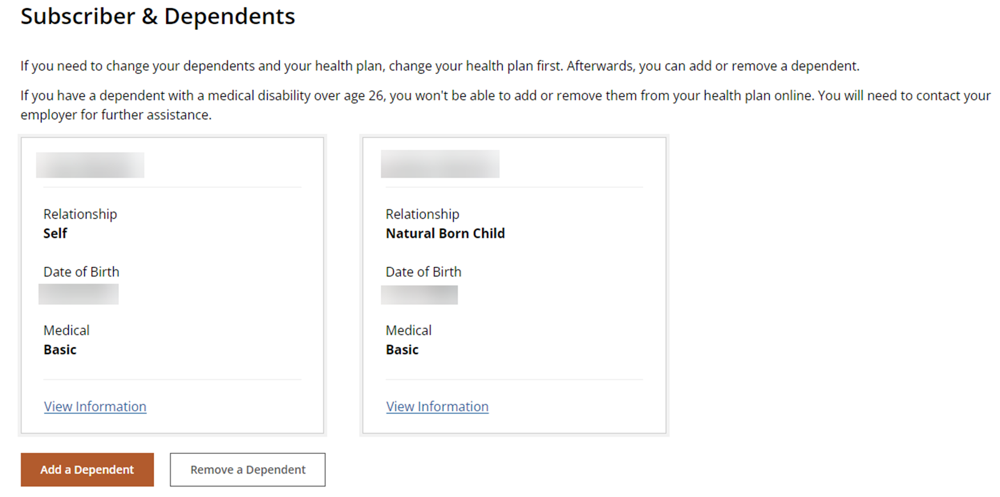 Subscriber & Dependents
If you need to change your dependents and your health plan, change your health plan first. Afterwards, you can add or remove a dependent.
If you have a dependent with a medical disability over age 26, you won't be able to add or remove them from your health plan online. You will need to contact your
employer for further assistance.
Relationship
Self
Date of Birth
Medical
Basic
View Information
Relationship
Natural Born Child
Date of Birth
Medical
Basic
View Information
Add a Dependent
Remove a Dependent